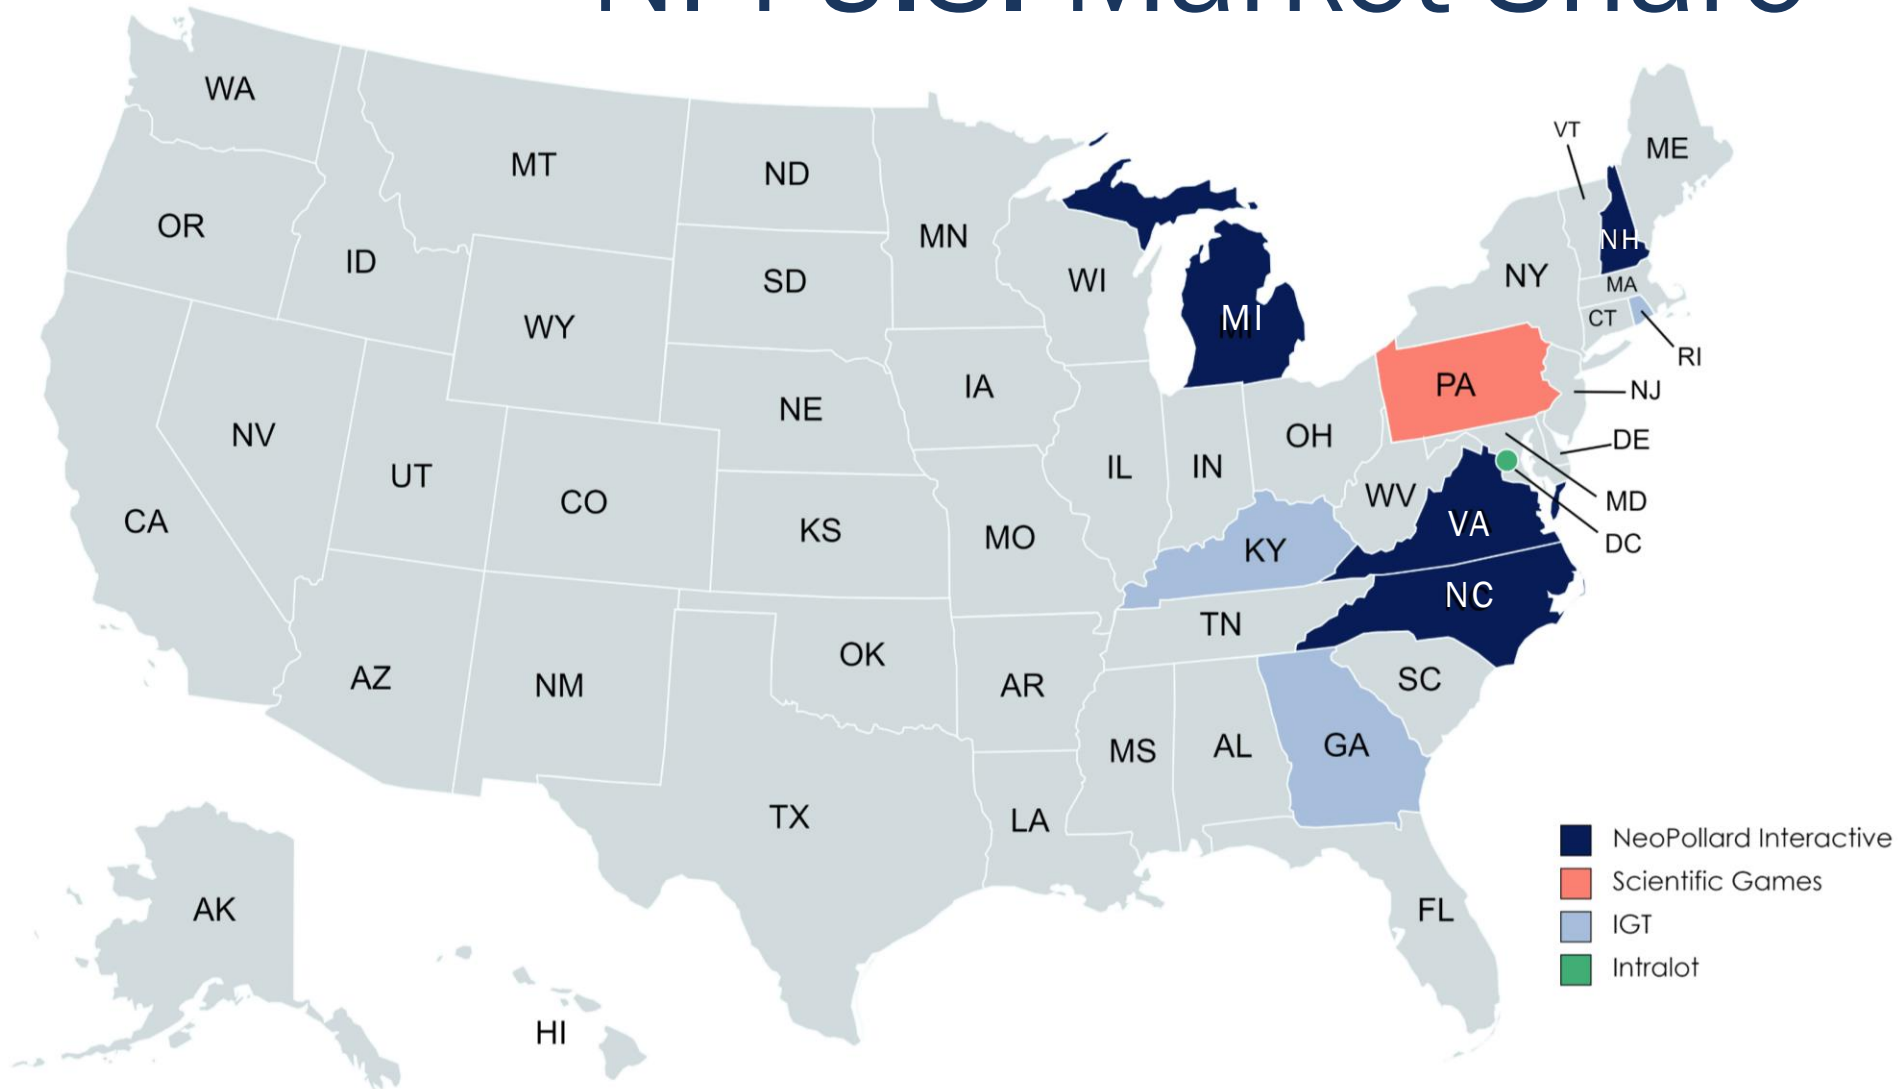 U.S. Market Share
WA
MT
ND
MN
VT
ME
OR
ID
SD
WI
NH
NY
MA
WY
MI
CT
RI
IA
NE
PA
NJ
NV
OH
DE
UT
CO
IL
IN
WV
MD
CA
KS
MO
KY
VA
DC
NC
TN
OK
AZ
NM
AR
SC
MS
AL
GA
TX
LA
AK
FL
HI
NeoPollard Interactive
Scientific Games
IGT
Intralot